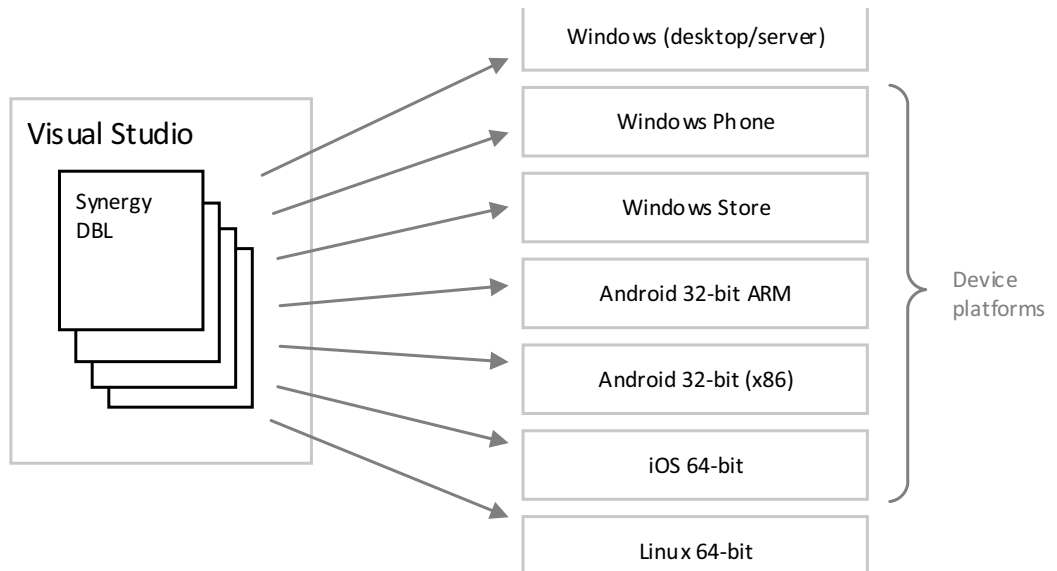 Windows (desktop/server)
Visual Studio
Windows Phone
Synergy
DBL
Windows Store
Device
platforms
Android 32-bit ARM
Android 32-bit (x86)
iOS 64-bit
Linux 64-bit